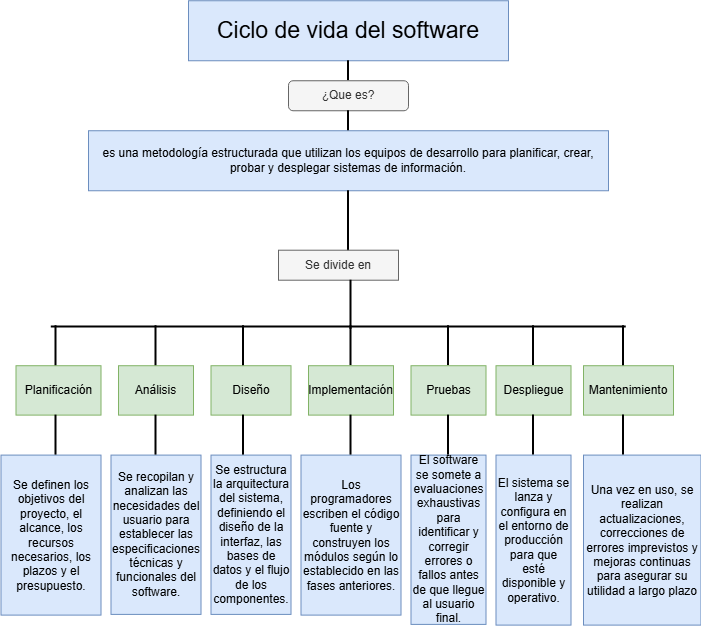 Ciclo de vida del software
¿Que es?
es una metodología estructurada que utilizan los equipos de desarrollo para planificar, crear,
probar y desplegar sistemas de información.
Se divide en
Planificación
Análisis
Diseño
Implementación
Pruebas
Despliegue
Mantenimiento
Se definen los
objetivos del
proyecto, el
alcance, los
recursos
necesarios, los
plazos y el
presupuesto.
Se recopilan y
analizan las
necesidades del
usuario para
establecer las
especificaciones
técnicas y
funcionales del
software.
Se estructura
la arquitectura
del sistema,
definiendo el
diseño de la
interfaz, las
bases de
datos y el flujo
de los
componentes.
Los
programadores
escriben el código
fuente y
construyen los
módulos según lo
establecido en las
fases anteriores.
El software
se somete a
evaluaciones
exhaustivas
para
identificar y
corregir
errores o
fallos antes
de que llegue
al usuario
final.
El sistema se
lanza y
configura en
el entorno de
producción
para que
esté
disponible y
operativo.
Una vez en uso, se
realizan
actualizaciones,
correcciones de
errores imprevistos y
mejoras continuas
para asegurar su
utilidad a largo plazo